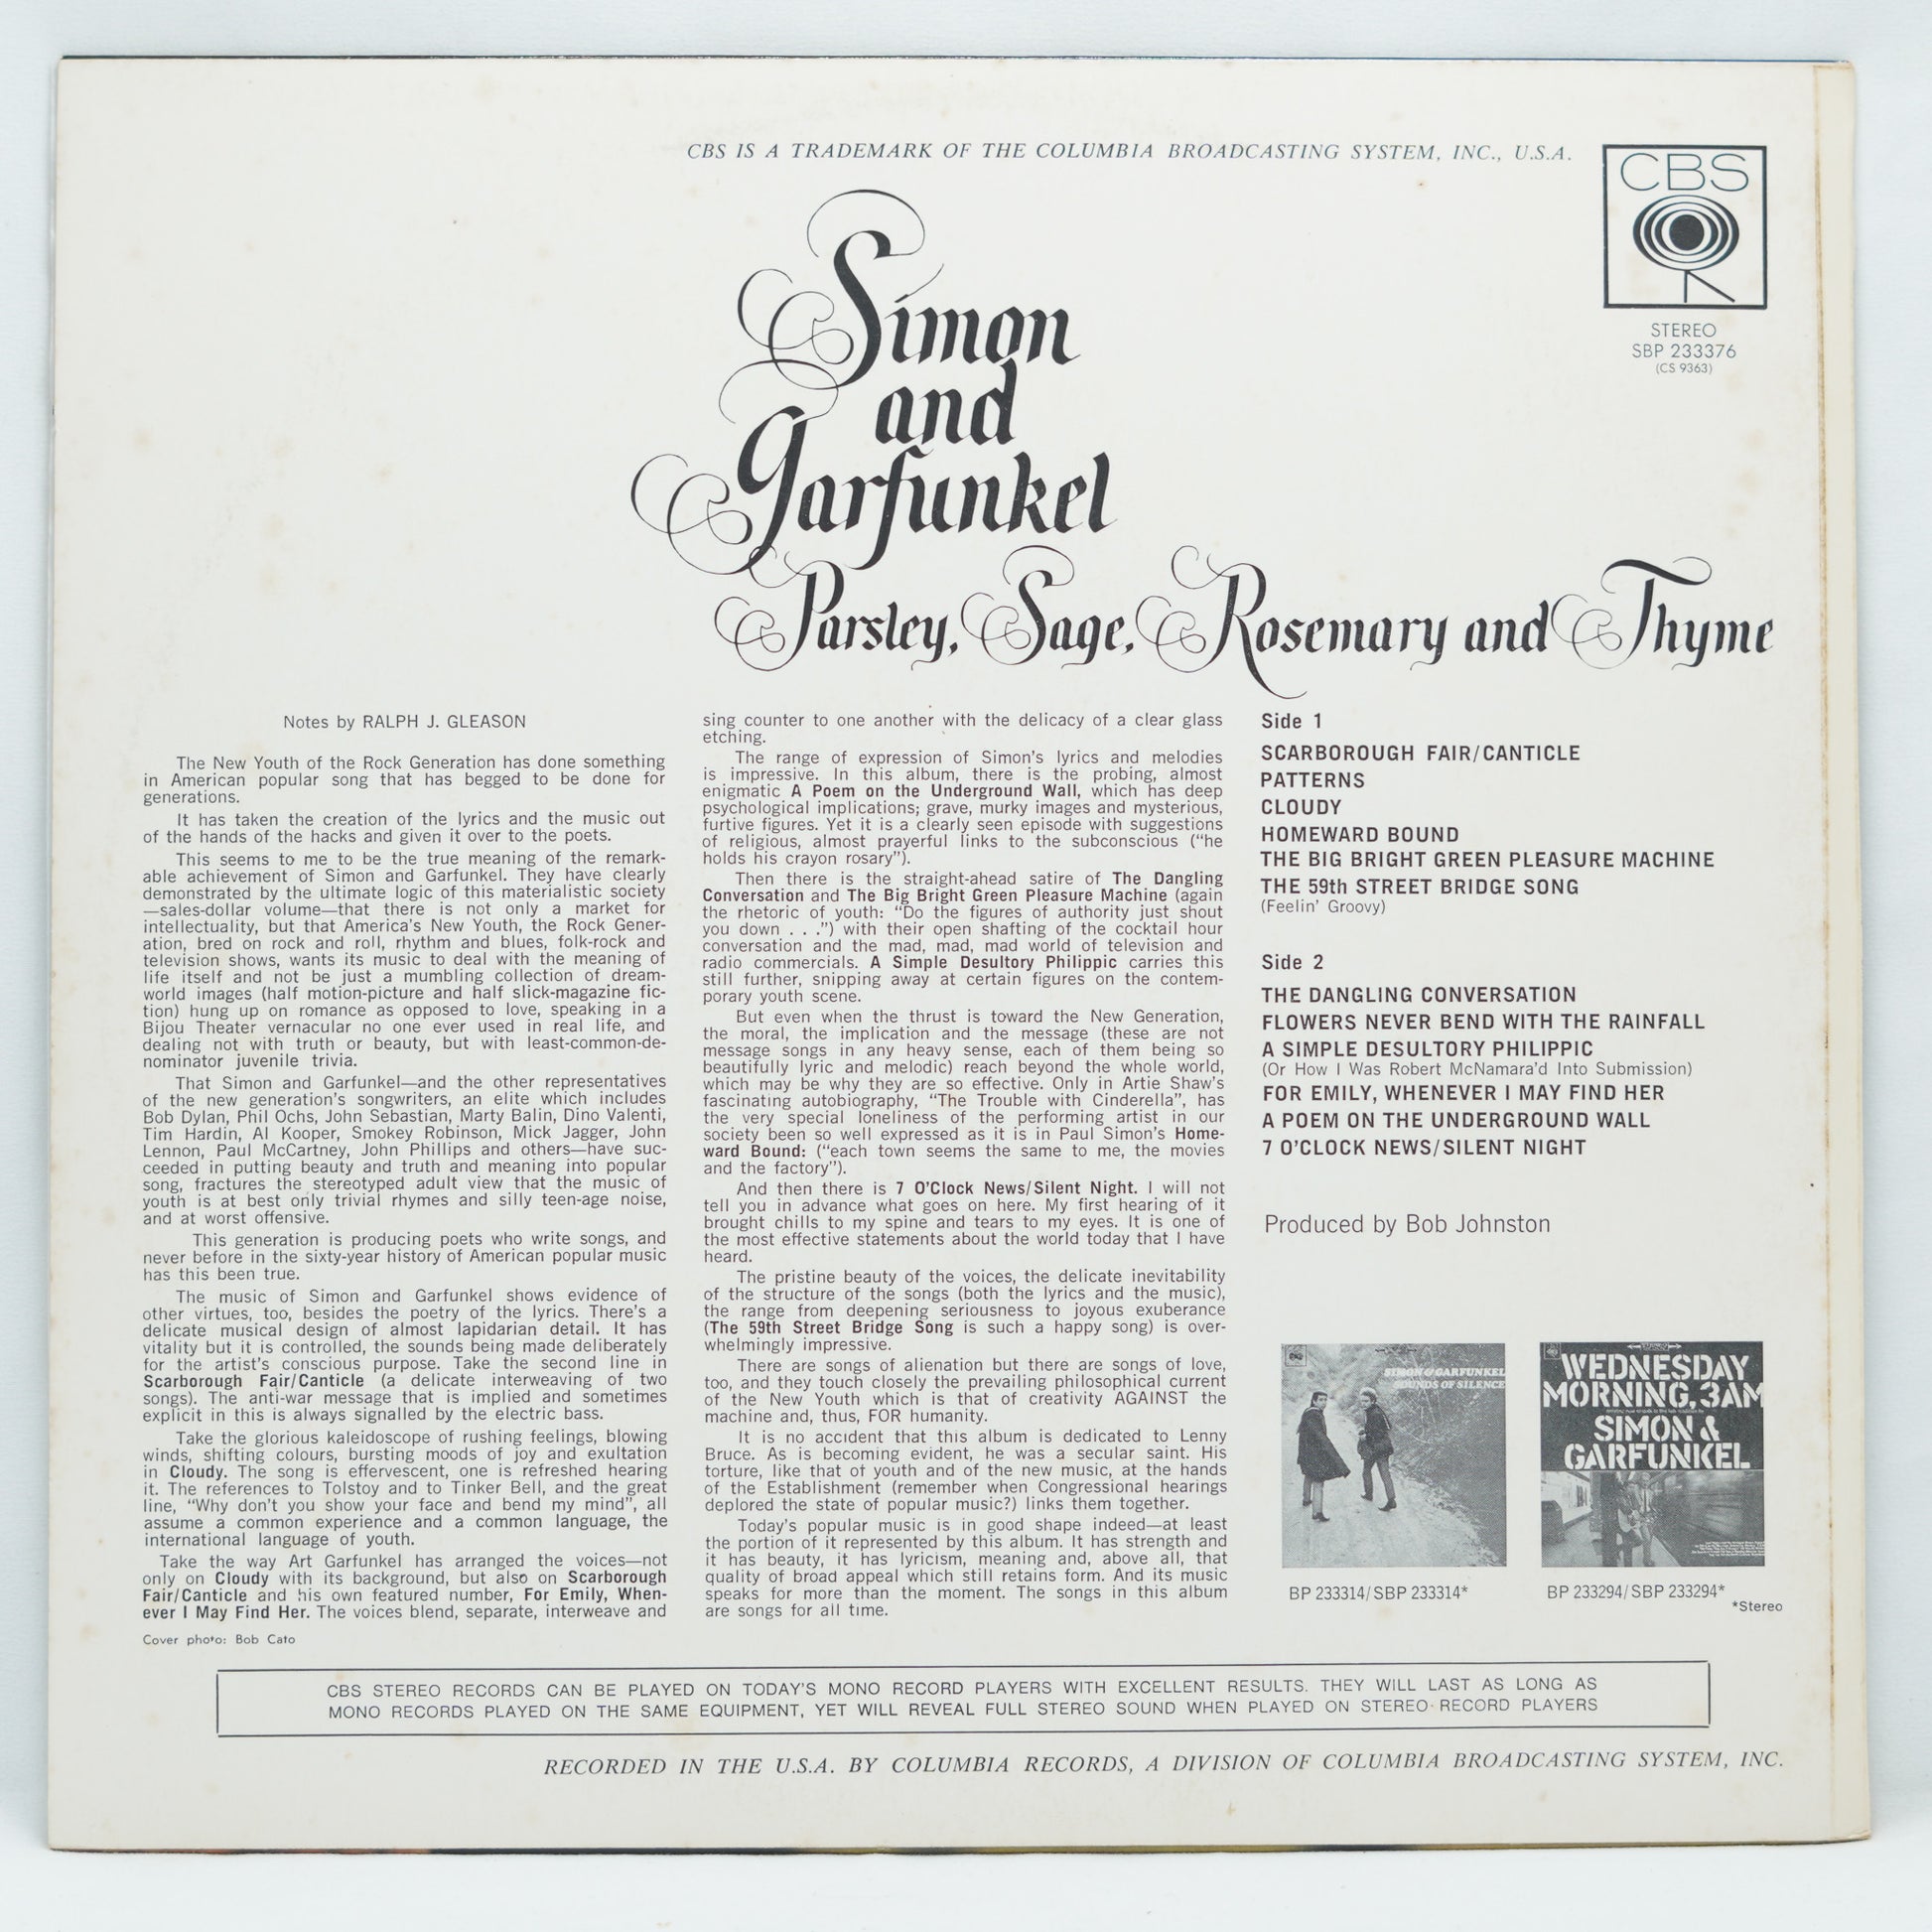 CBS IS A TRADEMARK OF THE COLUMBIA BROADCASTING SYSTEM, INC., U.S.A.
CBS
STEREO
SBP 233376
(CS 9363)
Simon
and
Garfunkel
Parsley, Sage, Rosemary and Thyme
Notes by RALPH J. GLEASON
The New Youth of the Rock Generation has done something
in American popular song that has begged to be done for
generations.
It has taken the creation of the lyrics and the music out
of the hands of the hacks and given it over to the poets.
This seems to me to be the true meaning of the remark-
able achievement of Simon and Garfunkel. They have clearly
demonstrated by the ultimate logic of this materialistic society
—sales-dollar volume—that there is not only a market for
intellectuality, but that America's New Youth, the Rock Gener-
ation, bred on rock and roll, rhythm and blues, folk-rock and
television shows, wants its music to deal with the meaning of
life itself and not be just a mumbling collection of dream-
world images (half motion-picture and half slick-magazine fic-
tion) hung up on romance as opposed to love, speaking in a
Bijou Theater vernacular no one ever used in real life, and
dealing not with truth or beauty, but with least-common-de-
nominator juvenile trivia.
That Simon and Garfunkel—and the other representatives
of the new generation's songwriters, an elite which includes
Bob Dylan, Phil Ochs, John Sebastian, Marty Balin, Dino Valenti,
Tim Hardin, Al Kooper, Smokey Robinson, Mick Jagger, John
Lennon, Paul McCartney, John Phillips and others—have suc-
ceeded in putting beauty and truth and meaning into popular
song, fractures the stereotyped adult view that the music of
youth is at best only trivial rhymes and silly teen-age noise,
and at worst offensive.
This generation is producing poets who write songs, and
never before in the sixty-year history of American popular music
has this been true.
The music of Simon and Garfunkel shows evidence of
other virtues, too, besides the poetry of the lyrics. There's a
delicate musical design of almost lapidarian detail. It has
vitality but it is controlled, the sounds being made deliberately
for the artist's conscious purpose. Take the second line in
Scarborough Fair/Canticle (a delicate interweaving of two
songs). The anti-war message that is implied and sometimes
explicit in this is always signalled by the electric bass.
Take the glorious kaleidoscope of rushing feelings, blowing
winds, shifting colours, bursting moods of joy and exultation
in Cloudy. The song is effervescent, one is refreshed hearing
it. The references to Tolstoy and to Tinker Bell, and the great
line, "Why don't you show your face and bend my mind", all
assume a common experience and a common language, the
international language of youth.
Take the way Art Garfunkel has arranged the voices—not
only on Cloudy with its background, but also on Scarborough
Fair/Canticle and his own featured number, For Emily, When-
ever I May Find Her. The voices blend, separate, interweave and
Cover photo: Bob Cato
sing counter to one another with the delicacy of a clear glass
etching.
The range of expression of Simon's lyrics and melodies
is impressive. In this album, there is the probing, almost
enigmatic A Poem on the Underground Wall, which has deep
psychological implications; grave, murky images and mysterious,
furtive figures. Yet it is a clearly seen episode with suggestions
of religious, almost prayerful links to the subconscious ("he
holds his crayon rosary").
Then there is the straight-ahead satire of The Dangling
Conversation and The Big Bright Green Pleasure Machine (again
the rhetoric of youth: "Do the figures of authority just shout
you down . . .") with their open shafting of the cocktail hour
conversation and the mad, mad, mad world of television and
radio commercials. A Simple Desultory Philippic carries this
still further, snipping away at certain figures on the contem-
porary youth scene.
But even when the thrust is toward the New Generation,
the moral, the implication and the message (these are not
message songs in any heavy sense, each of them being so
beautifully lyric and melodic) reach beyond the whole world,
which may be why they are so effective. Only in Artie Shaw's
fascinating autobiography, "The Trouble with Cinderella", has
the very special loneliness of the performing artist in our
society been so well expressed as it is in Paul Simon's Home-
ward Bound: ("each town seems the same to me, the movies
and the factory").
And then there is 7 O'Clock News/Silent Night. I will not
tell you in advance what goes on here. My first hearing of it
brought chills to my spine and tears to my eyes. It is one of
the most effective statements about the world today that I have
heard.
The pristine beauty of the voices, the delicate inevitability
of the structure of the songs (both the lyrics and the music),
the range from deepening seriousness to joyous exuberance
(The 59th Street Bridge Song is such a happy song) is over-
whelmingly impressive.
There are songs of alienation but there are songs of love,
too, and they touch closely the prevailing philosophical current
of the New Youth which is that of creativity AGAINST the
machine and, thus, FOR humanity.
It is no accident that this album is dedicated to Lenny
Bruce. As is becoming evident, he was a secular saint. His
torture, like that of youth and of the new music, at the hands
of the Establishment (remember when Congressional hearings
deplored the state of popular music?) links them together.
Today's popular music is in good shape indeed—at least
the portion of it represented by this album. It has strength and
it has beauty, it has lyricism, meaning and, above all, that
quality of broad appeal which still retains form. And its music
speaks for more than the moment. The songs in this album
are songs for all time.
Side 1
SCARBOROUGH FAIR/CANTICLE
PATTERNS
CLOUDY
HOMEWARD BOUND
THE BIG BRIGHT GREEN PLEASURE MACHINE
THE 59th STREET BRIDGE SONG
(Feelin' Groovy)
Side 2
THE DANGLING CONVERSATION
FLOWERS NEVER BEND WITH THE RAINFALL
A SIMPLE DESULTORY PHILIPPIC
(Or How I Was Robert McNamara'd Into Submission)
FOR EMILY, WHENEVER I MAY FIND HER
A POEM ON THE UNDERGROUND WALL
7 O'CLOCK NEWS/SILENT NIGHT
Produced by Bob Johnston
SIMON & GARFUNKEL
SOUNDS OF SILENCE
BP 233314/SBP 233314*
WEDNESDAY
MORNING, 3AM
SIMON &
GARFUNKEL
BP 233294/SBP 233294*
*Stereo
CBS STEREO RECORDS CAN BE PLAYED ON TODAY'S MONO RECORD PLAYERS WITH EXCELLENT RESULTS. THEY WILL LAST AS LONG AS
MONO RECORDS PLAYED ON THE SAME EQUIPMENT, YET WILL REVEAL FULL STEREO SOUND WHEN PLAYED ON STEREO RECORD PLAYERS
RECORDED IN THE U.S.A. BY COLUMBIA RECORDS, A DIVISION OF COLUMBIA BROADCASTING SYSTEM, INC.